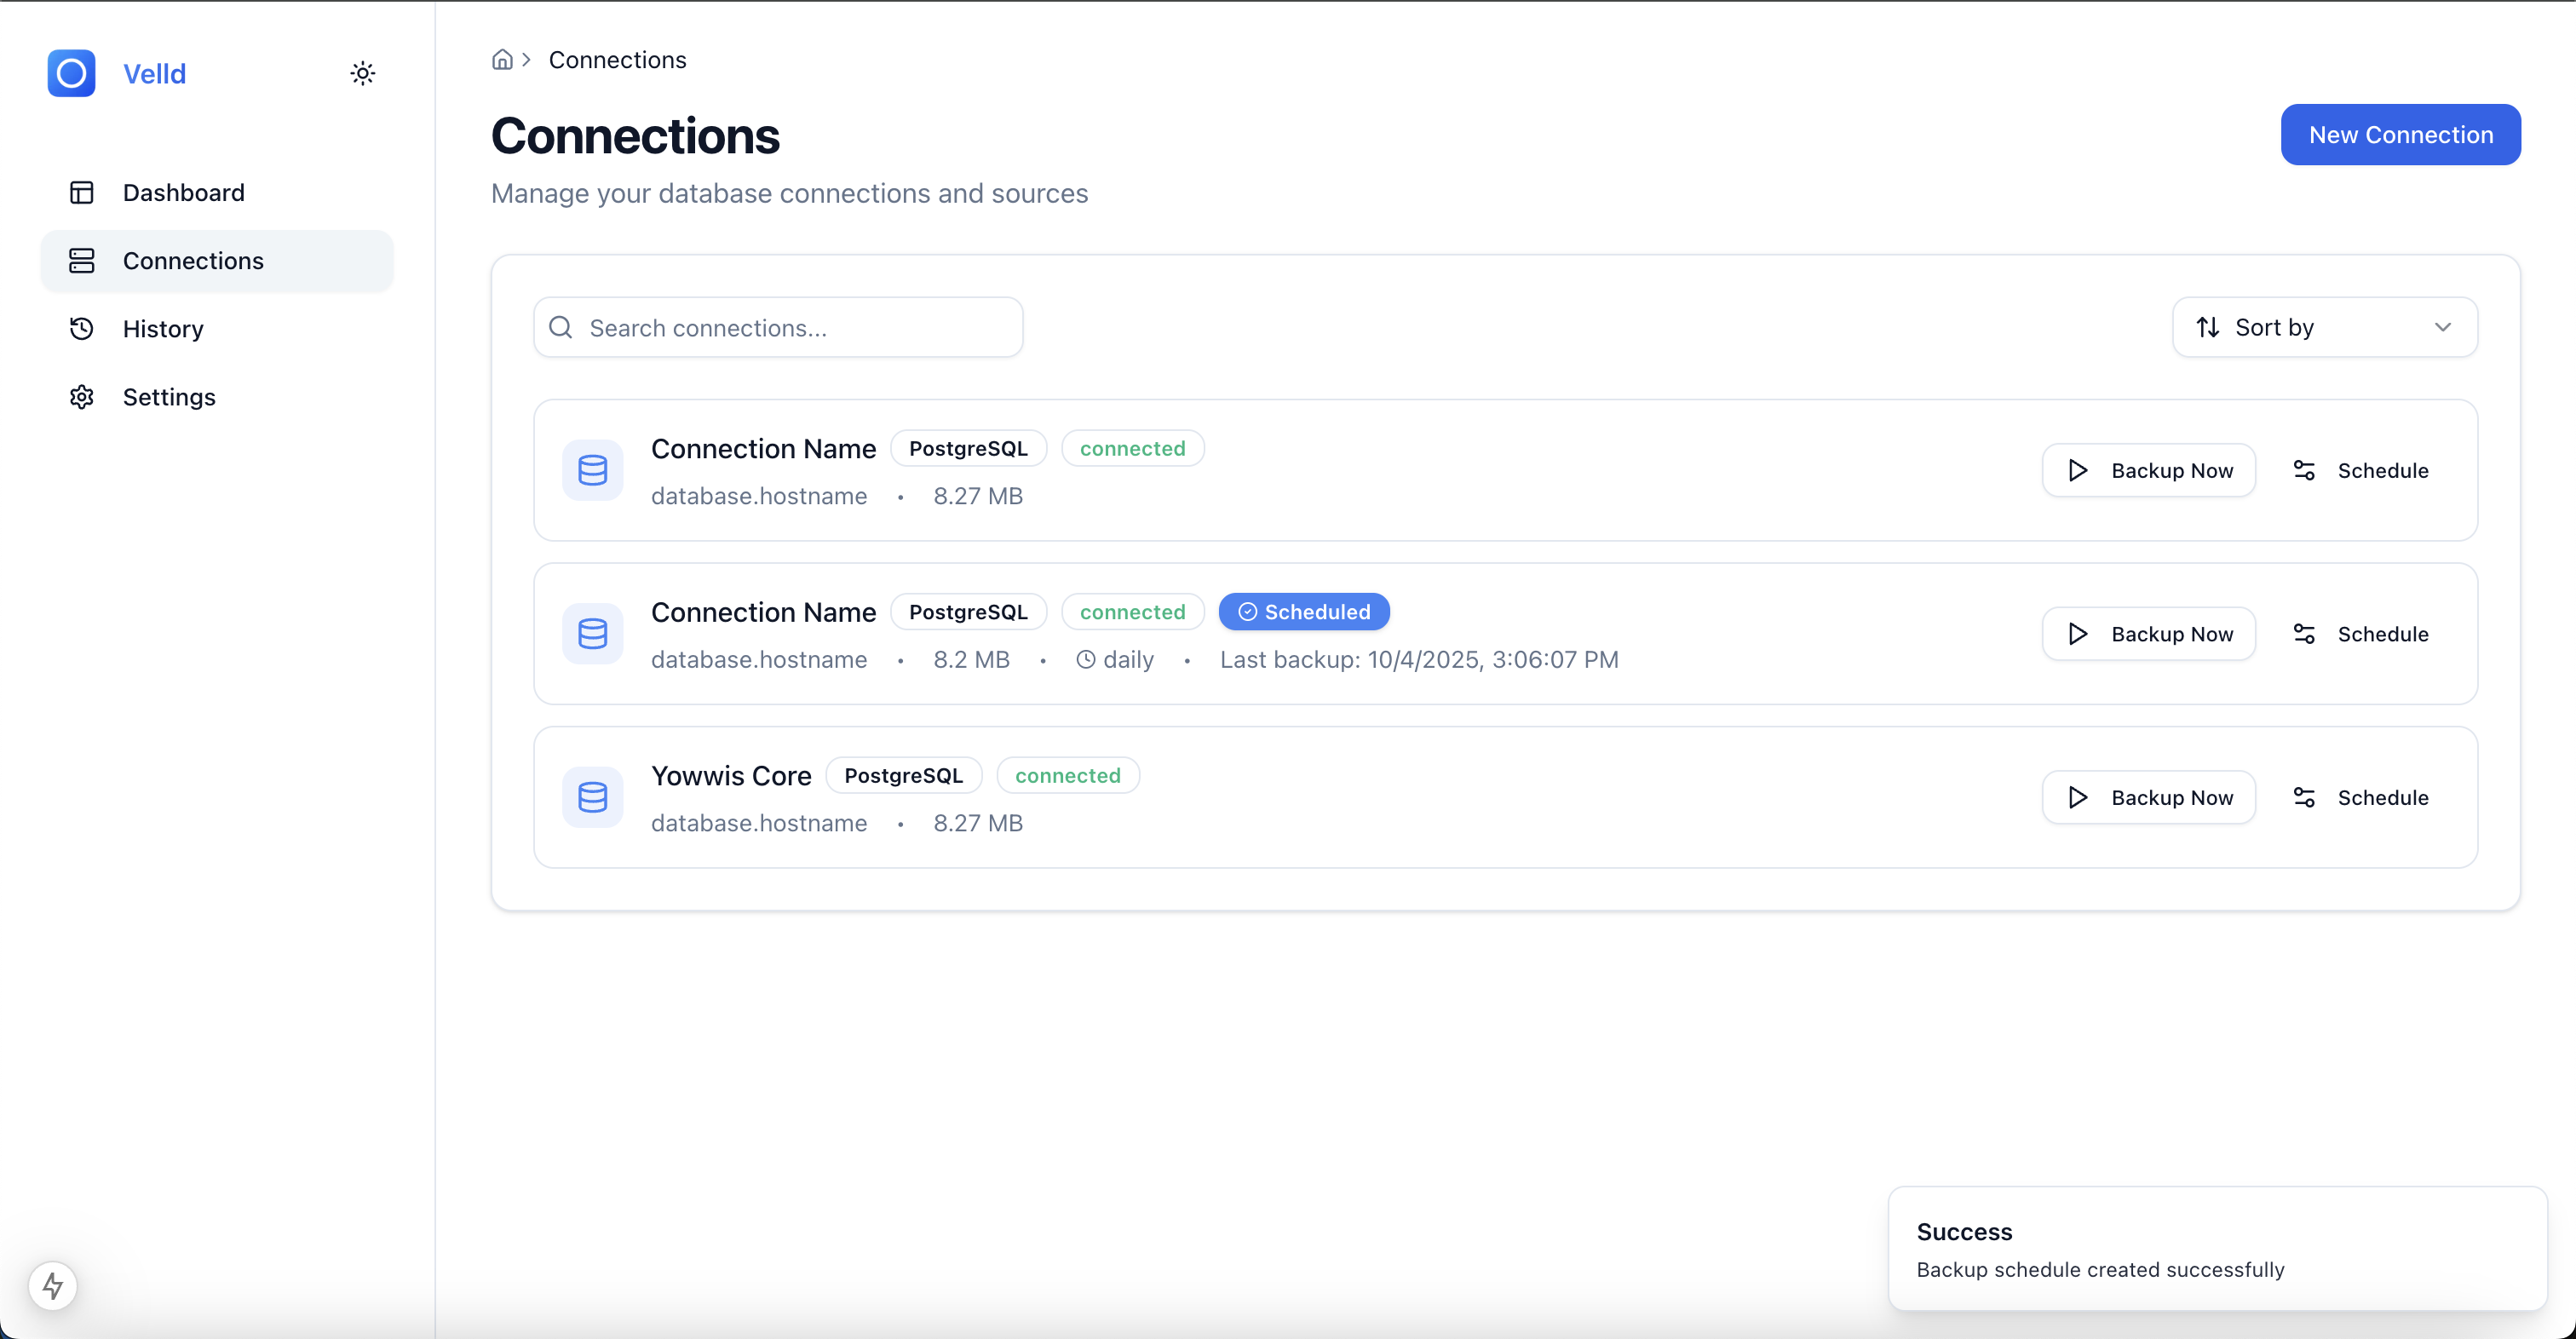 Velld
Dashboard
Connections
History
Settings
Connections
Connections
Manage your database connections and sources
New Connection
Search connections...
Sort by
Connection Name PostgreSQL connected
database.hostname • 8.27 MB
Backup Now Schedule
Connection Name PostgreSQL connected Scheduled
database.hostname • 8.2 MB • daily • Last backup: 10/4/2025, 3:06:07 PM
Backup Now Schedule
Yowwis Core PostgreSQL connected
database.hostname • 8.27 MB
Backup Now Schedule
Success
Backup schedule created successfully